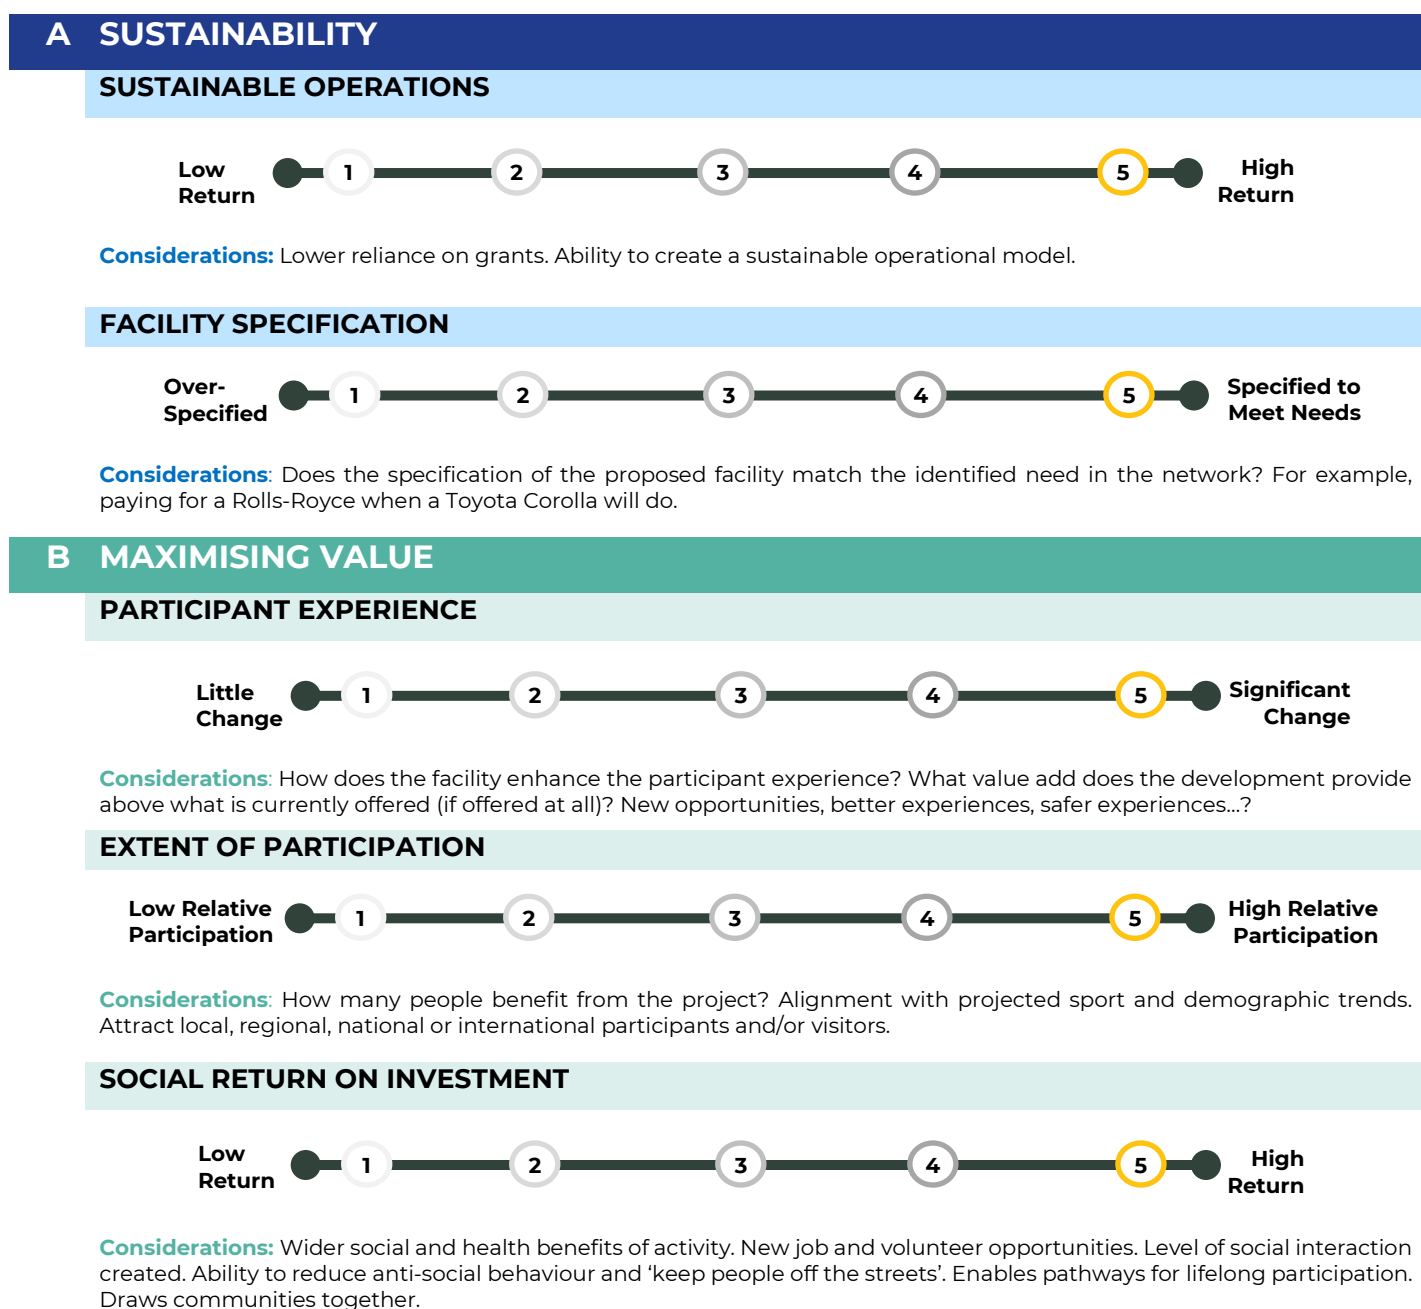 A SUSTAINABILITY
SUSTAINABLE OPERATIONS
Low
Return
1 2 3 4 5
High
Return
Considerations: Lower reliance on grants. Ability to create a sustainable operational model.
FACILITY SPECIFICATION
Over-
Specified
1 2 3 4 5
Specified to
Meet Needs
Considerations: Does the specification of the proposed facility match the identified need in the network? For example,
paying for a Rolls-Royce when a Toyota Corolla will do.
B MAXIMISING VALUE
PARTICIPANT EXPERIENCE
Little
Change
1 2 3 4 5
Significant
Change
Considerations: How does the facility enhance the participant experience? What value add does the development provide
above what is currently offered (if offered at all)? New opportunities, better experiences, safer experiences...?
EXTENT OF PARTICIPATION
Low Relative
Participation
1 2 3 4 5
High Relative
Participation
Considerations: How many people benefit from the project? Alignment with projected sport and demographic trends.
Attract local, regional, national or international participants and/or visitors.
SOCIAL RETURN ON INVESTMENT
Low
Return
1 2 3 4 5
High
Return
Considerations: Wider social and health benefits of activity. New job and volunteer opportunities. Level of social interaction
created. Ability to reduce anti-social behaviour and ‘keep people off the streets’. Enables pathways for lifelong participation.
Draws communities together.